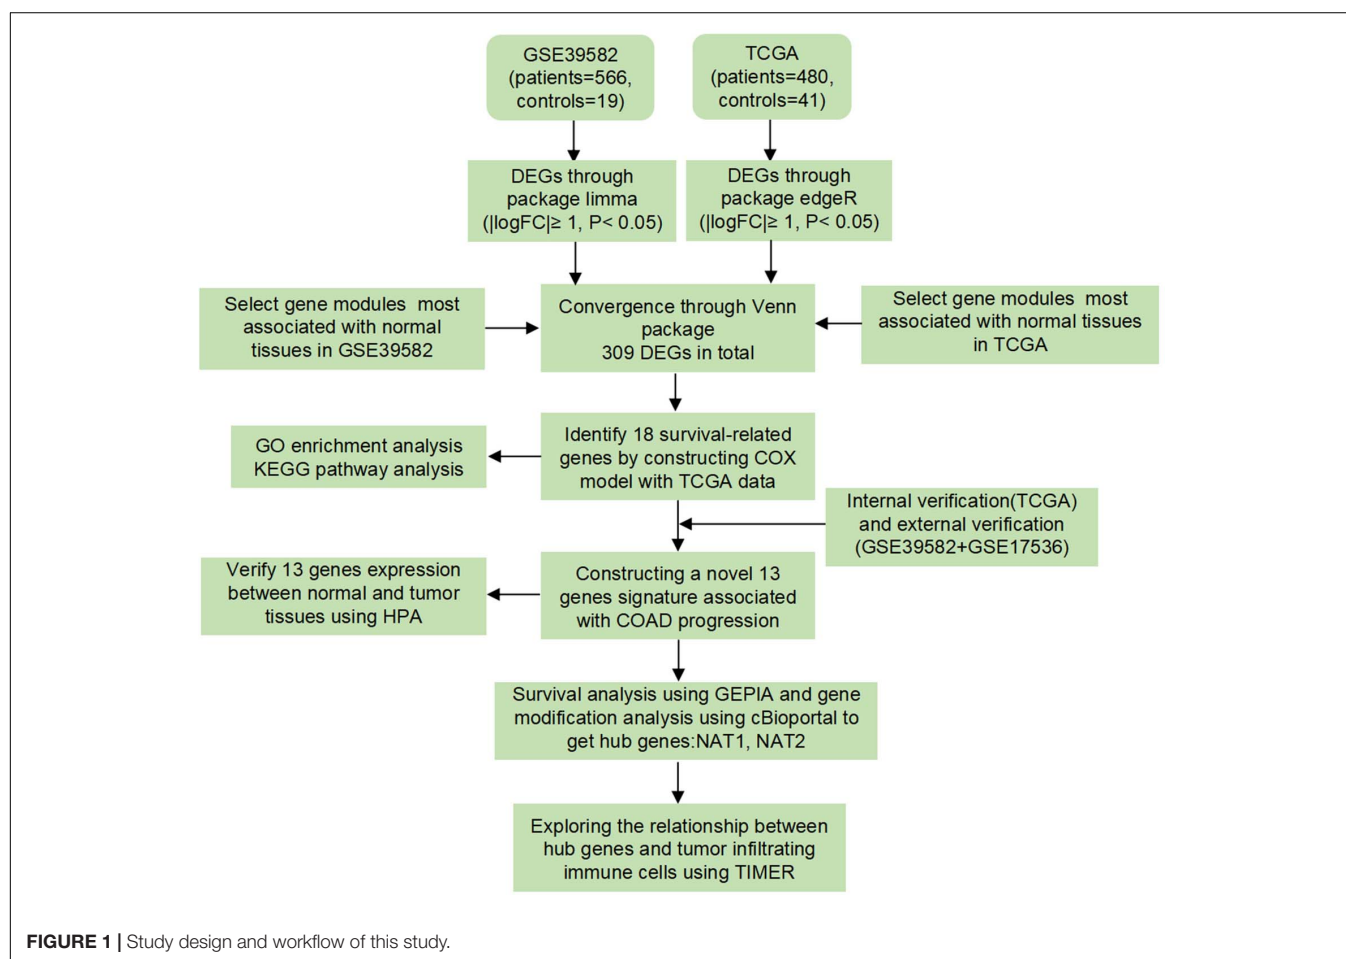 GSE39582
(patients=566,
controls=19)
TCGA
(patients=480,
controls=41)
DEGs through
package limma
(|logFC|≥ 1, P< 0.05)
DEGs through
package edgeR
(|logFC|≥ 1, P< 0.05)
Select gene modules  most
associated with normal
tissues in GSE39582
Convergence through Venn
package
309 DEGs in total
Select gene modules  most
associated with normal tissues
in TCGA
GO enrichment analysis
KEGG pathway analysis
Identify 18 survival-related
genes by constructing COX
model with TCGA data
Internal verification(TCGA)
and external verification
(GSE39582+GSE17536)
Verify 13 genes expression
between normal and tumor
tissues using HPA
Constructing a novel 13
genes signature associated
with COAD progression
Survival analysis using GEPIA and gene
modification analysis using cBioportal to
get hub genes:NAT1, NAT2
Exploring the relationship between
hub genes and tumor infiltrating
immune cells using TIMER
FIGURE 1 | Study design and workflow of this study.